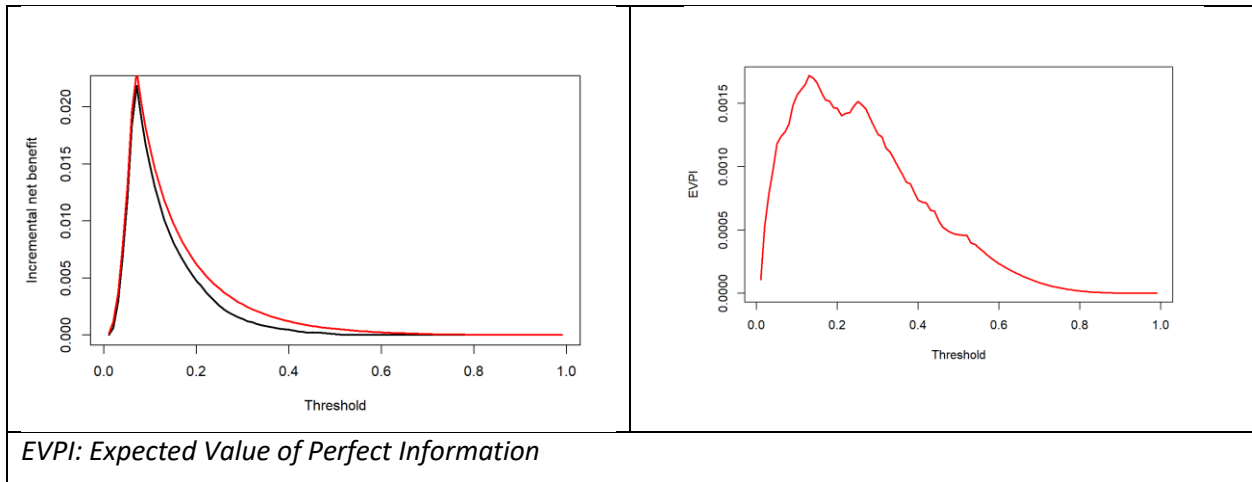 Incremental net benefit
0.020
0.015
0.010
0.005
0.000
0.0 0.2 0.4 0.6 0.8 1.0
Threshold
EVPI
0.0015
0.0010
0.0005
0.0000
0.0 0.2 0.4 0.6 0.8 1.0
Threshold
EVPI: Expected Value of Perfect Information